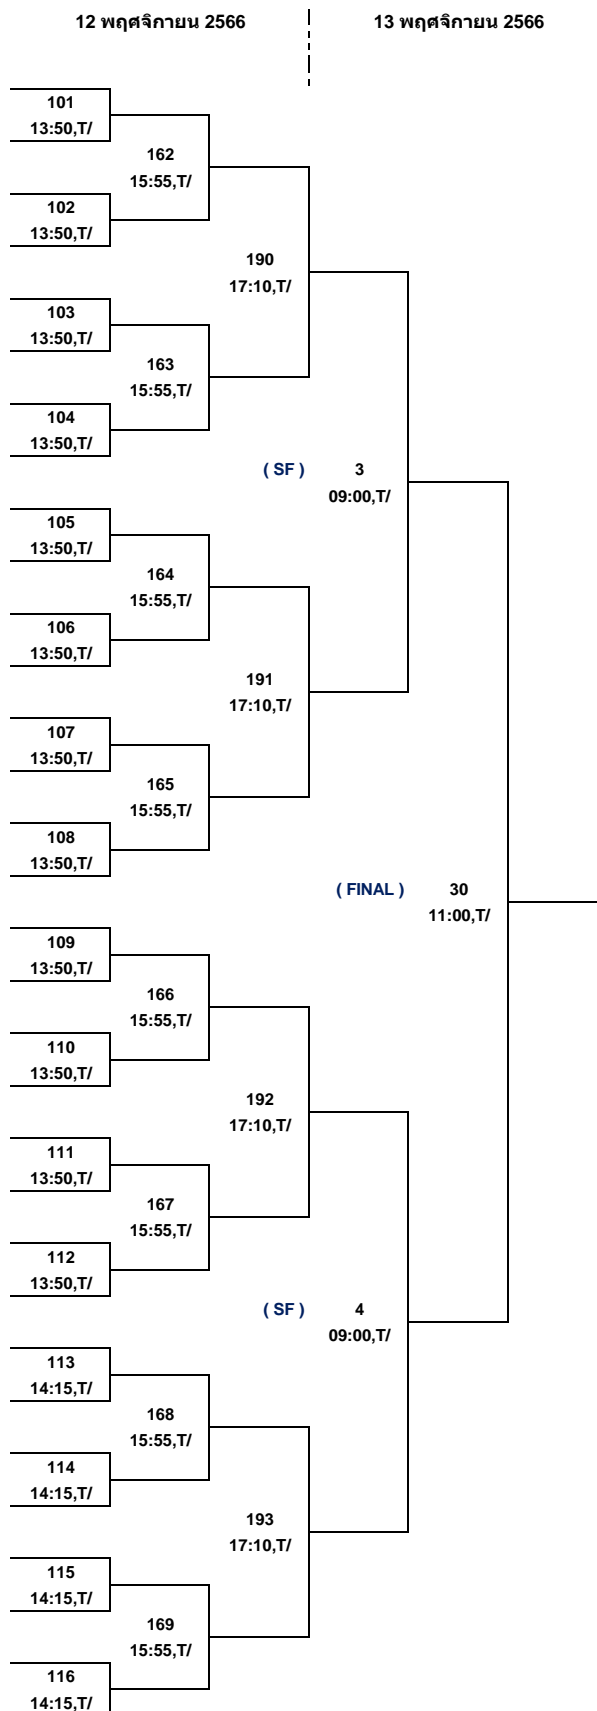 12 พฤศจิกายน 2566
13 พฤศจิกายน 2566
101
13:50,T/
162
15:55,T/
102
13:50,T/
190
17:10,T/
103
13:50,T/
163
15:55,T/
104
13:50,T/
( SF )
3
09:00,T/
105
13:50,T/
164
15:55,T/
106
13:50,T/
191
17:10,T/
107
13:50,T/
165
15:55,T/
108
13:50,T/
( FINAL )
30
11:00,T/
109
13:50,T/
166
15:55,T/
110
13:50,T/
192
17:10,T/
111
13:50,T/
167
15:55,T/
112
13:50,T/
( SF )
4
09:00,T/
113
14:15,T/
168
15:55,T/
114
14:15,T/
193
17:10,T/
115
14:15,T/
169
15:55,T/
116
14:15,T/